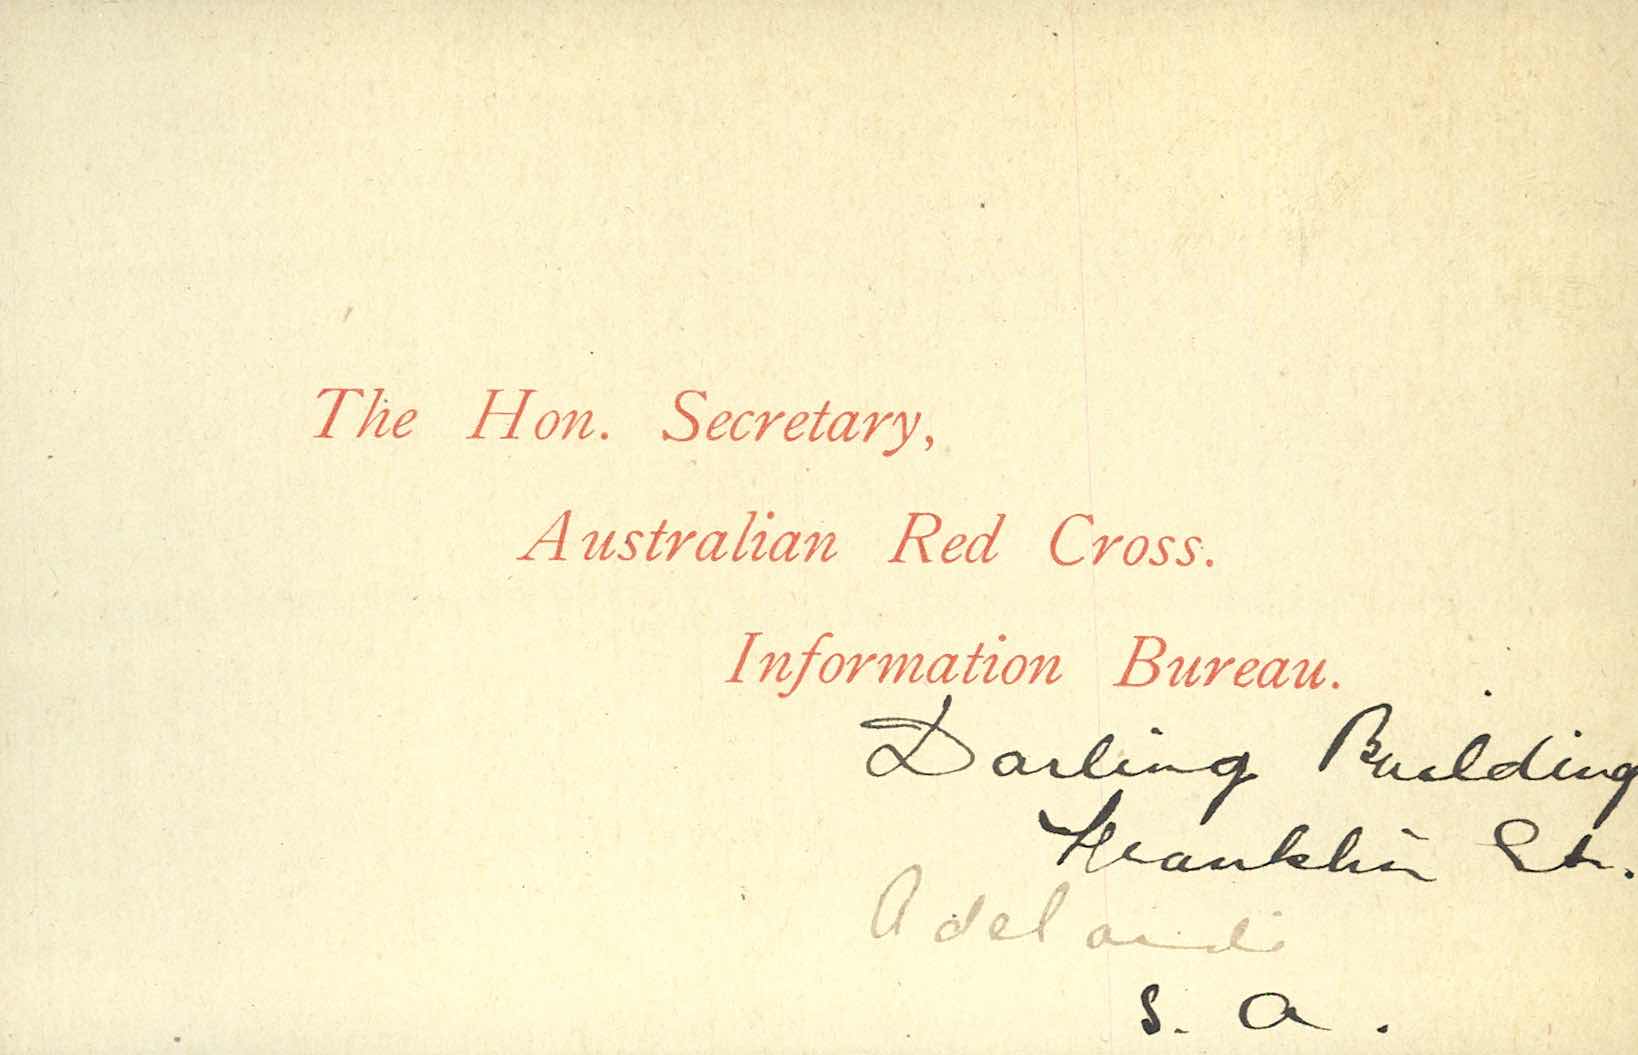 The Hon. Secretary,
Australian Red Cross.
Information Bureau.
Darling Building
Franklin St.
Adelaide
S. A.